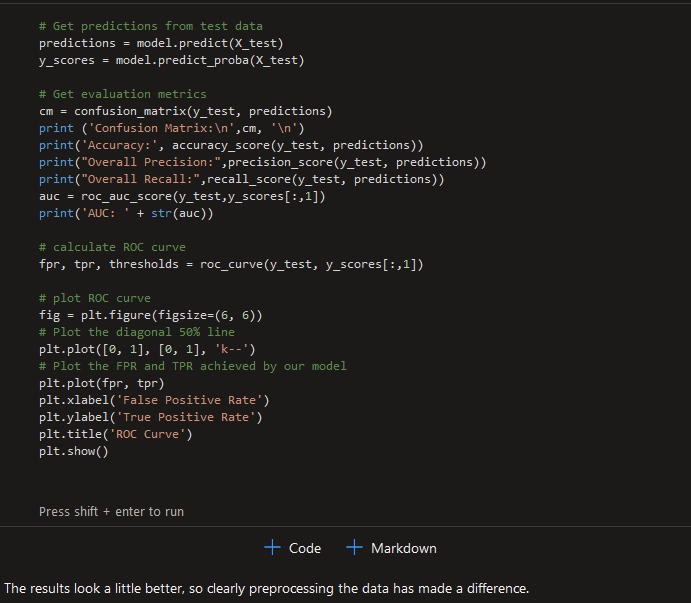 # Get predictions from test data
predictions = model.predict(X_test)
y_scores = model.predict_proba(X_test)
# Get evaluation metrics
cm = confusion_matrix(y_test, predictions)
print ('Confusion Matrix:\n',cm, '\n')
print('Accuracy:', accuracy_score(y_test, predictions))
print("Overall Precision:",precision_score(y_test, predictions))
print("Overall Recall:",recall_score(y_test, predictions))
auc = roc_auc_score(y_test,y_scores[:,1])
print('AUC: ' + str(auc))
# calculate ROC curve
fpr, tpr, thresholds = roc_curve(y_test, y_scores[:,1])
# plot ROC curve
fig = plt.figure(figsize=(6, 6))
# Plot the diagonal 50% line
plt.plot([0, 1], [0, 1], 'k--')
# Plot the FPR and TPR achieved by our model
plt.plot(fpr, tpr)
plt.xlabel('False Positive Rate')
plt.ylabel('True Positive Rate')
plt.title('ROC Curve')
plt.show()
Press shift + enter to run
+ Code + Markdown
The results look a little better, so clearly preprocessing the data has made a difference.